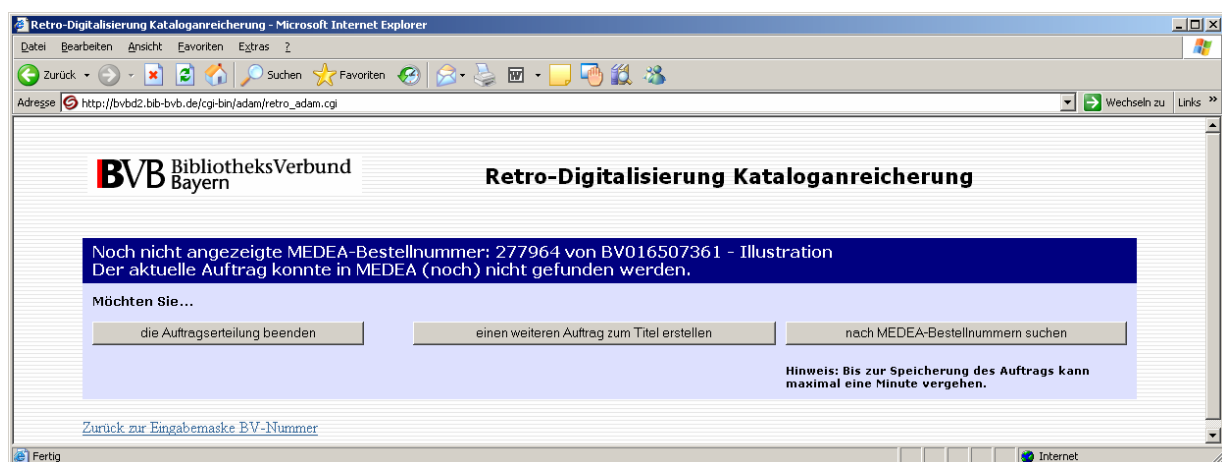 Retro-Digitalisierung Kataloganreicherung - Microsoft Internet Explorer
Datei Bearbeiten Ansicht Favoriten Extras ?
Zurück Suchen Favoriten
Adresse http://bvbd2.bib-bvb.de/cgi-bin/adam/retro_adam.cgi Wechseln zu Links »
BVB BibliotheksVerbund
Bayern
Retro-Digitalisierung Kataloganreicherung
Noch nicht angezeigte MEDEA-Bestellnummer: 277964 von BV016507361 - Illustration
Der aktuelle Auftrag konnte in MEDEA (noch) nicht gefunden werden.
Möchten Sie...
die Auftragserteilung beenden einen weiteren Auftrag zum Titel erstellen nach MEDEA-Bestellnummern suchen
Hinweis: Bis zur Speicherung des Auftrags kann
maximal eine Minute vergehen.
Zurück zur Eingabemaske BV-Nummer
Fertig Internet